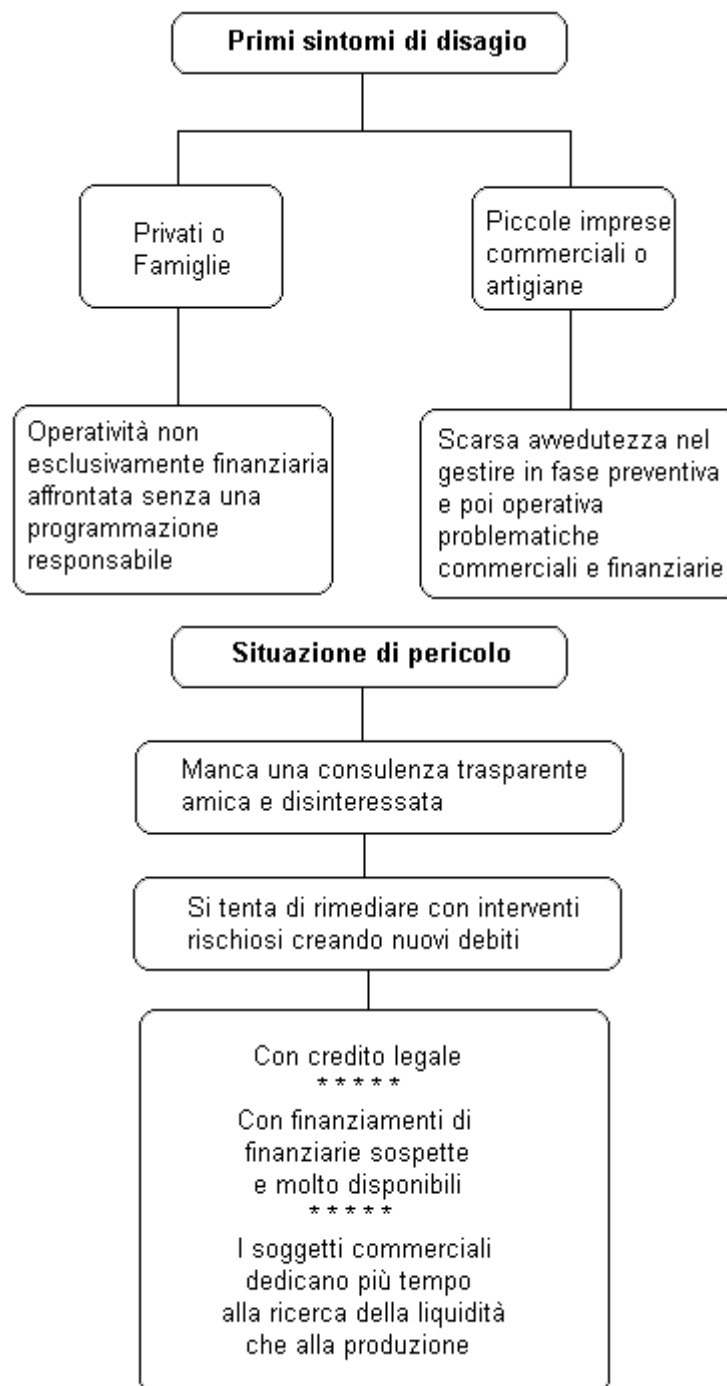 Primi sintomi di disagio
Privati o
Famiglie
Piccole imprese
commerciali o
artigiane
Operatività non
esclusivamente finanziaria
affrontata senza una
programmazione
responsabile
Scarsa avvedutezza nel
gestire in fase preventiva
e poi operativa
problematiche
commerciali e finanziarie
Situazione di pericolo
Manca una consulenza trasparente
amica e disinteressata
Si tenta di rimediare con interventi
rischiosi creando nuovi debiti
Con credito legale
* * * * *
Con finanziamenti di
finanziarie sospette
e molto disponibili
* * * * *
I soggetti commerciali
dedicano più tempo
alla ricerca della liquidità
che alla produzione